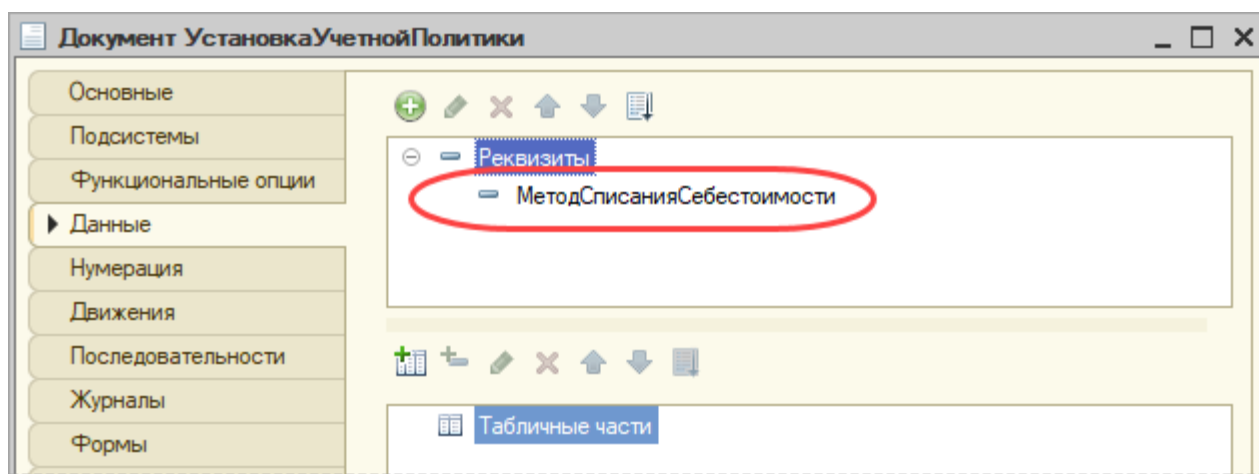 Документ УстановкаУчетнойПолитики
Основные
Подсистемы
Функциональные опции
Данные
Нумерация
Движения
Последовательности
Журналы
Формы
Реквизиты
МетодСписанияСебестоимости
Табличные части